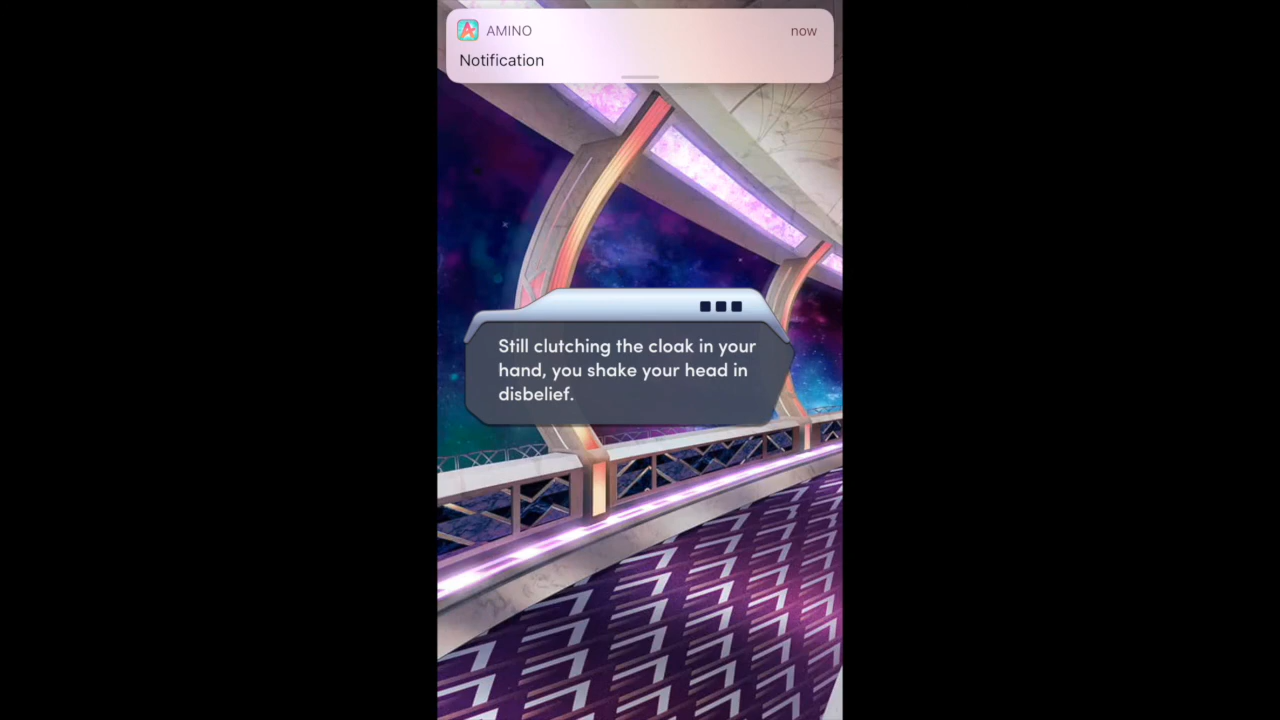 AMINO
now
Notification
Still clutching the cloak in your
hand, you shake your head in
disbelief.